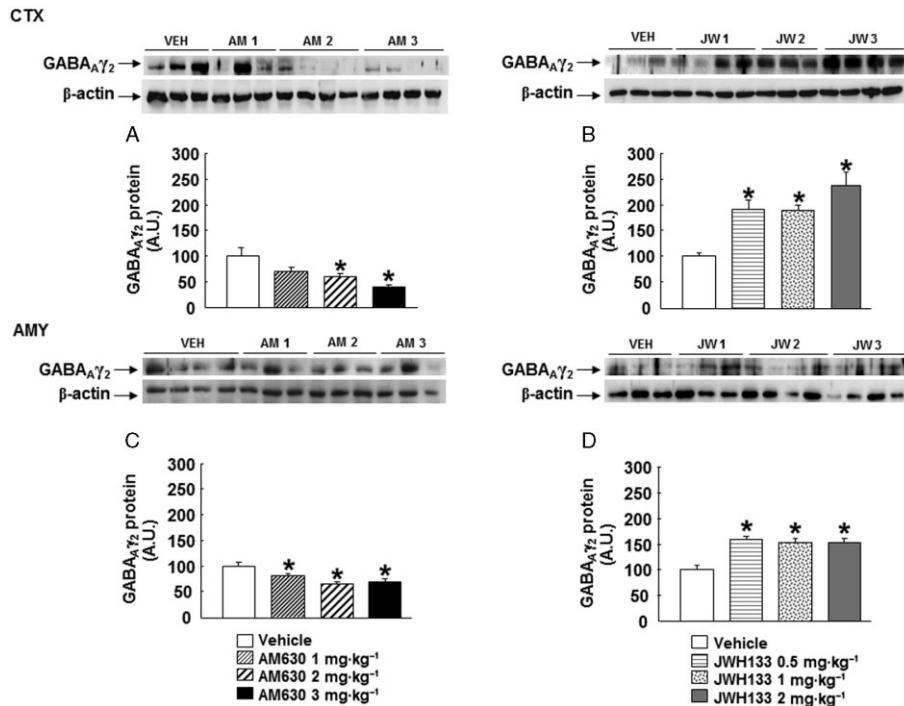 CTX
VEH AM 1 AM 2 AM 3
GABAAγ2
β-actin
VEH JW 1 JW 2 JW 3
GABAAγ2
β-actin
A
GABAAγ2 protein
(A.U.)
300
250
200
150
100
50
0
* *
B
GABAAγ2 protein
(A.U.)
300
250
200
150
100
50
0
* * *
AMY
VEH AM 1 AM 2 AM 3
GABAAγ2
β-actin
VEH JW 1 JW 2 JW 3
GABAAγ2
β-actin
C
GABAAγ2 protein
(A.U.)
300
250
200
150
100
50
0
* * *
Vehicle
AM630 1 mg·kg⁻¹
AM630 2 mg·kg⁻¹
AM630 3 mg·kg⁻¹
D
GABAAγ2 protein
(A.U.)
300
250
200
150
100
50
0
* * *
Vehicle
JWH133 0.5 mg·kg⁻¹
JWH133 1 mg·kg⁻¹
JWH133 2 mg·kg⁻¹